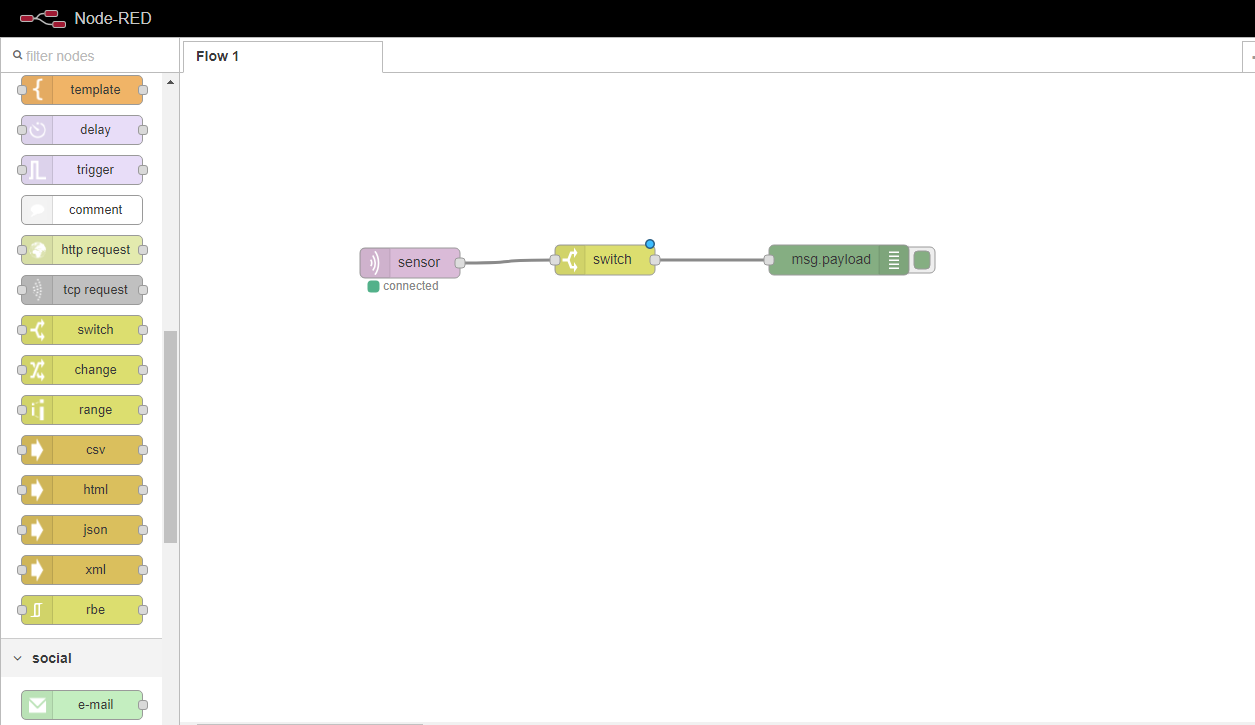 Node-RED
filter nodes
Flow 1
template
delay
trigger
comment
http request
tcp request
switch
change
range
csv
html
json
xml
rbe
social
e-mail
sensor
connected
switch
msg.payload